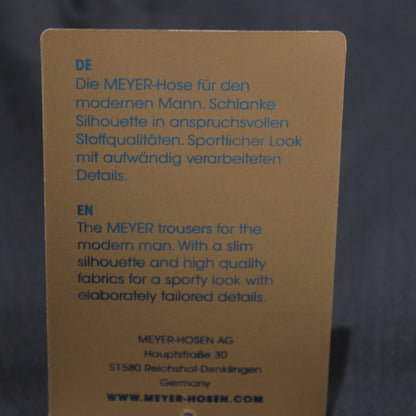 DE
Die MEYER-Hose für den
modernen Mann. Schlanke
Silhouette in anspruchsvollen
Stoffqualitäten. Sportlicher Look
mit aufwändig verarbeiteten
Details.
EN
The MEYER trousers for the
modern man. With a slim
silhouette and high quality
fabrics for a sporty look with
elaborately tailored details.
MEYER-HOSEN AG
Hauptstraße 30
51580 Reichshof-Denklingen
Germany
WWW.MEYER-HOSEN.COM